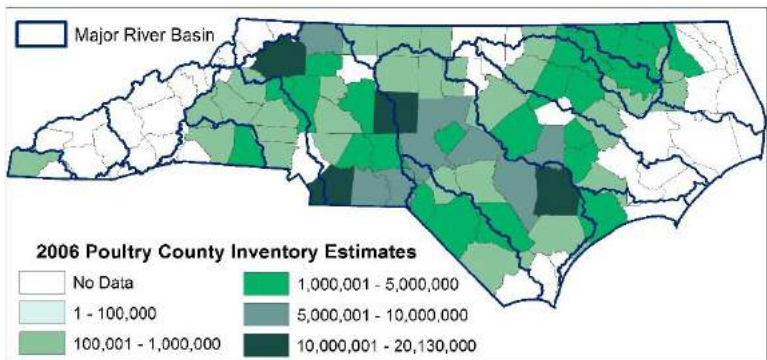 Major River Basin
2006 Poultry County Inventory Estimates
No Data
1 - 100,000
100,001 - 1,000,000
1,000,001 - 5,000,000
5,000,001 - 10,000,000
10,000,001 - 20,130,000